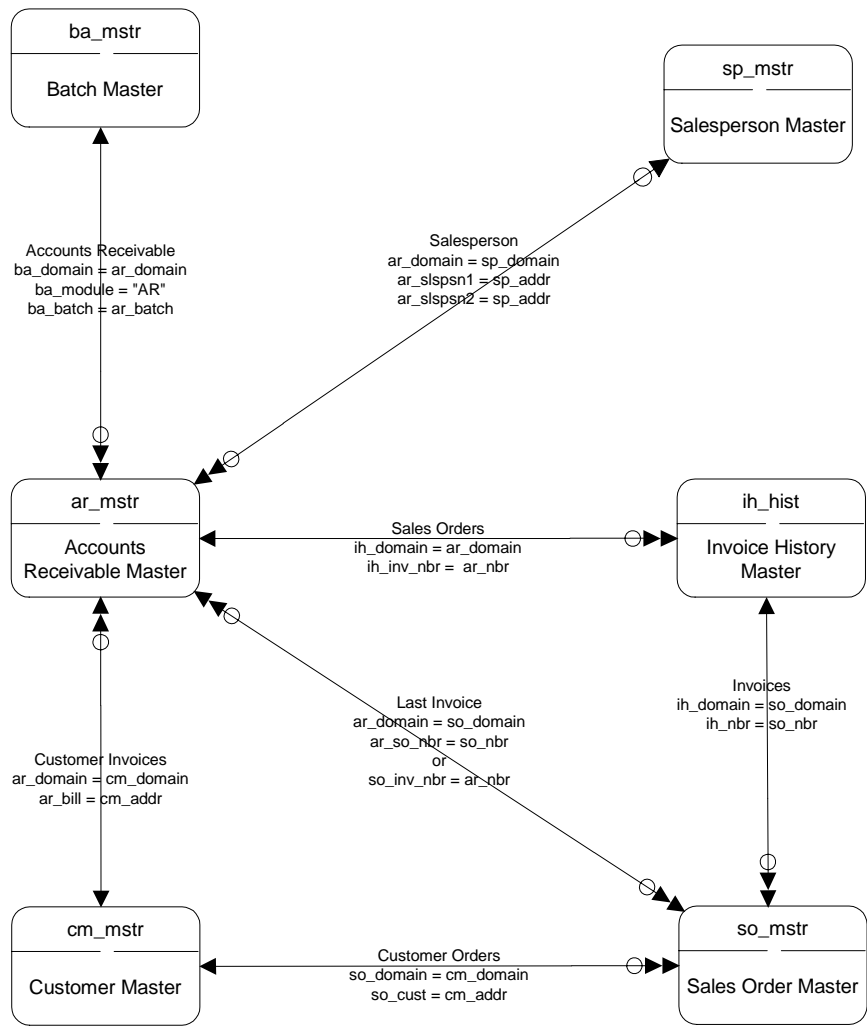 ba_mstr
Batch Master
sp_mstr
Salesperson Master
Accounts Receivable
ba_domain = ar_domain
ba_module = "AR"
ba_batch = ar_batch
Salesperson
ar_domain = sp_domain
ar_slspsn1 = sp_addr
ar_slspsn2 = sp_addr
ar_mstr
Accounts
Receivable Master
Sales Orders
ih_domain = ar_domain
ih_inv_nbr =  ar_nbr
ih_hist
Invoice History
Master
Customer Invoices
ar_domain = cm_domain
ar_bill = cm_addr
Last Invoice
ar_domain = so_domain
ar_so_nbr = so_nbr
or
so_inv_nbr = ar_nbr
Invoices
ih_domain = so_domain
ih_nbr = so_nbr
cm_mstr
Customer Master
Customer Orders
so_domain = cm_domain
so_cust = cm_addr
so_mstr
Sales Order Master